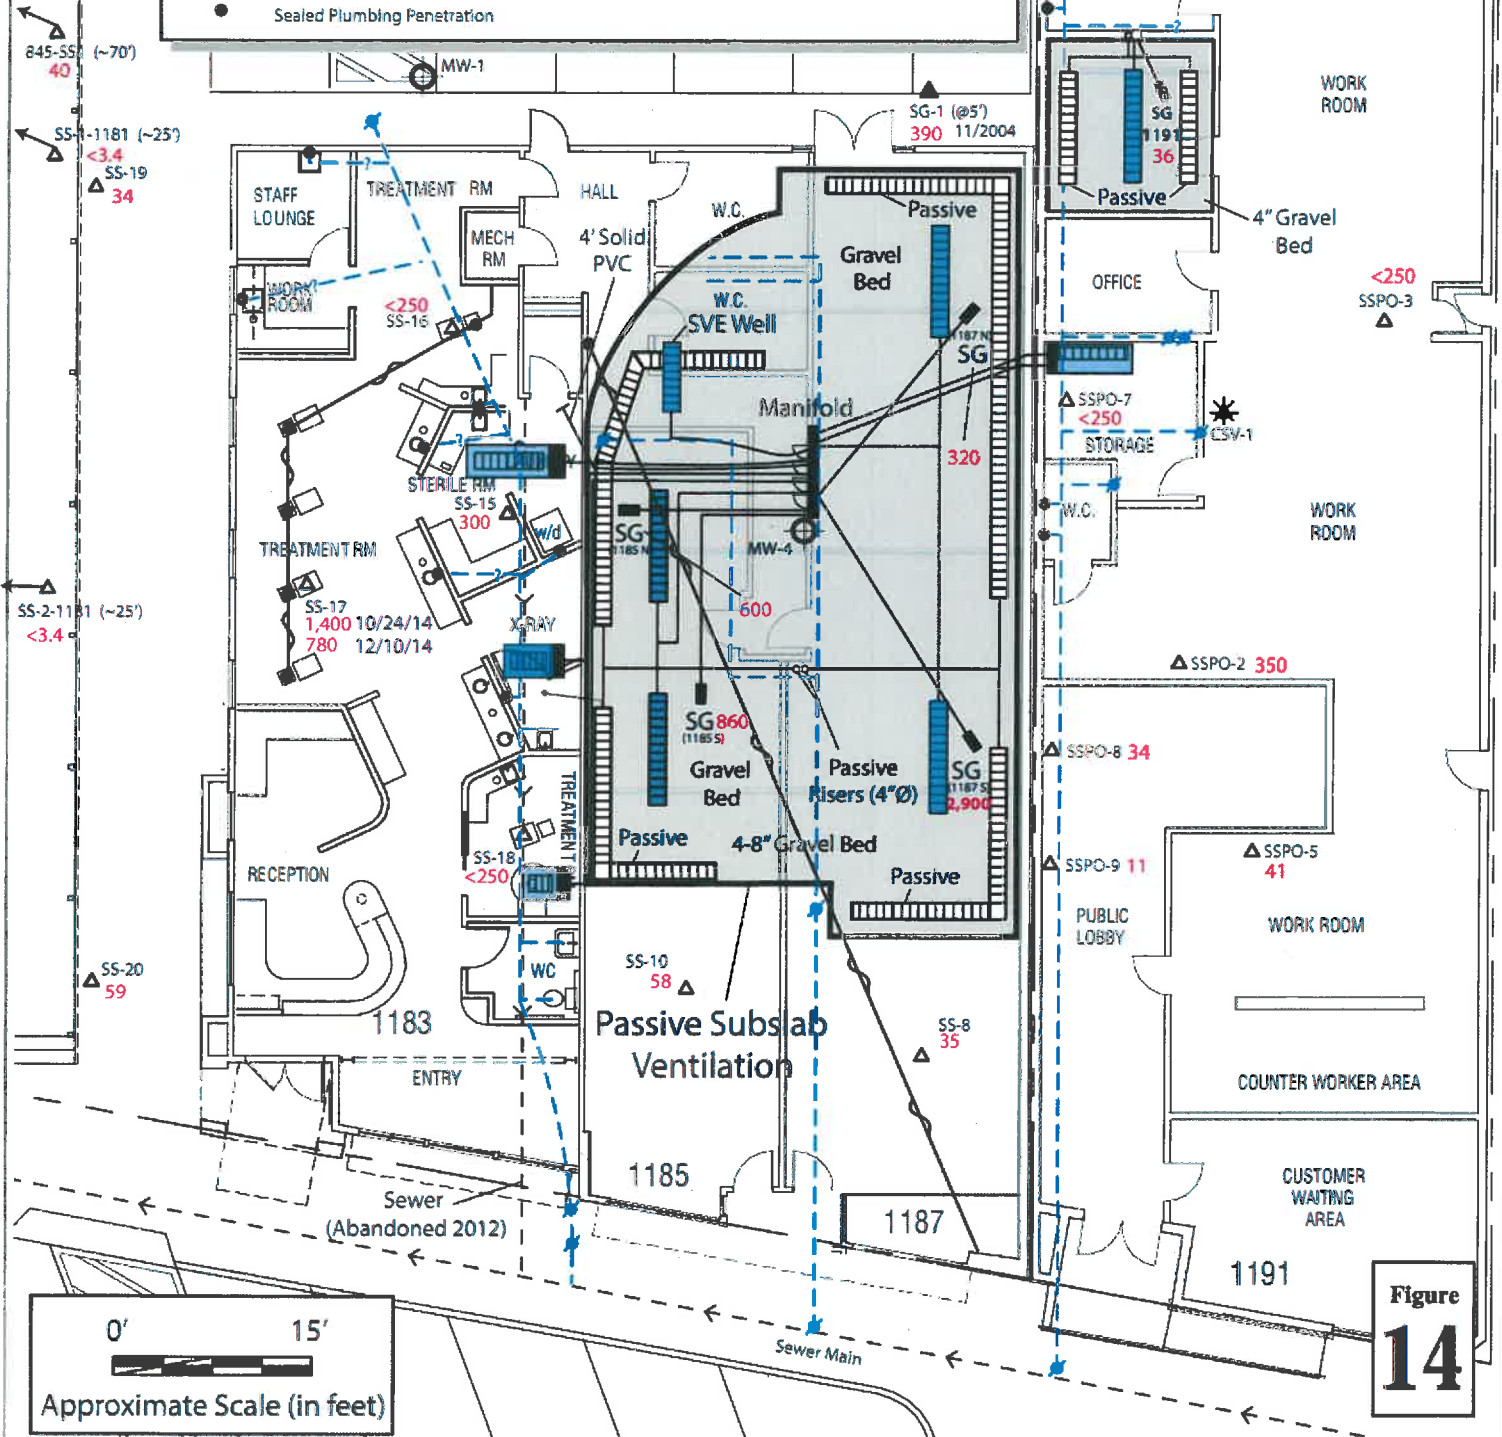 Sealed Plumbing Penetration
845-SS1 (~70')
40
MW-1
SS-1-1181 (~25')
<3.4
SS-19
34
SG-1 (@5')
390 11/2004
WORK
ROOM
SG
1191
36
Passive
4" Gravel
Bed
STAFF
LOUNGE
TREATMENT RM
HALL
MECH
RM
4' Solid
PVC
W.C.
Passive
Gravel
Bed
OFFICE
<250
SSPO-3
WORK
ROOM
?
?
?
<250
SS-16
W.C.
SVE Well
(1187 N)
SG
320
Manifold
SSPO-7
<250
STORAGE
CSV-1
?
STERILE RM
SS-15
300
w/d
?
TREATMENT RM
SG
(1185 N)
MW-4
600
W.C.
WORK
ROOM
SS-2-1181 (~25')
<3.4
SS-17
1,400 10/24/14
780 12/10/14
X-RAY
SSPO-2 350
SG 860
(1185 S)
Gravel
Bed
Passive
Risers (4"Ø)
SG
(1187 S)
2,900
SSPO-8 34
TREATMENT
Passive
4-8" Gravel Bed
Passive
SS-18
<250
RECEPTION
SSPO-9 11
SSPO-5
41
PUBLIC
LOBBY
WORK ROOM
SS-20
59
WC
SS-10
58
1183
Passive Subslab
Ventilation
SS-8
35
ENTRY
COUNTER WORKER AREA
1185
Sewer
(Abandoned 2012)
1187
CUSTOMER
WAITING
AREA
1191
Sewer Main
0' 15'
Approximate Scale (in feet)
Figure
14